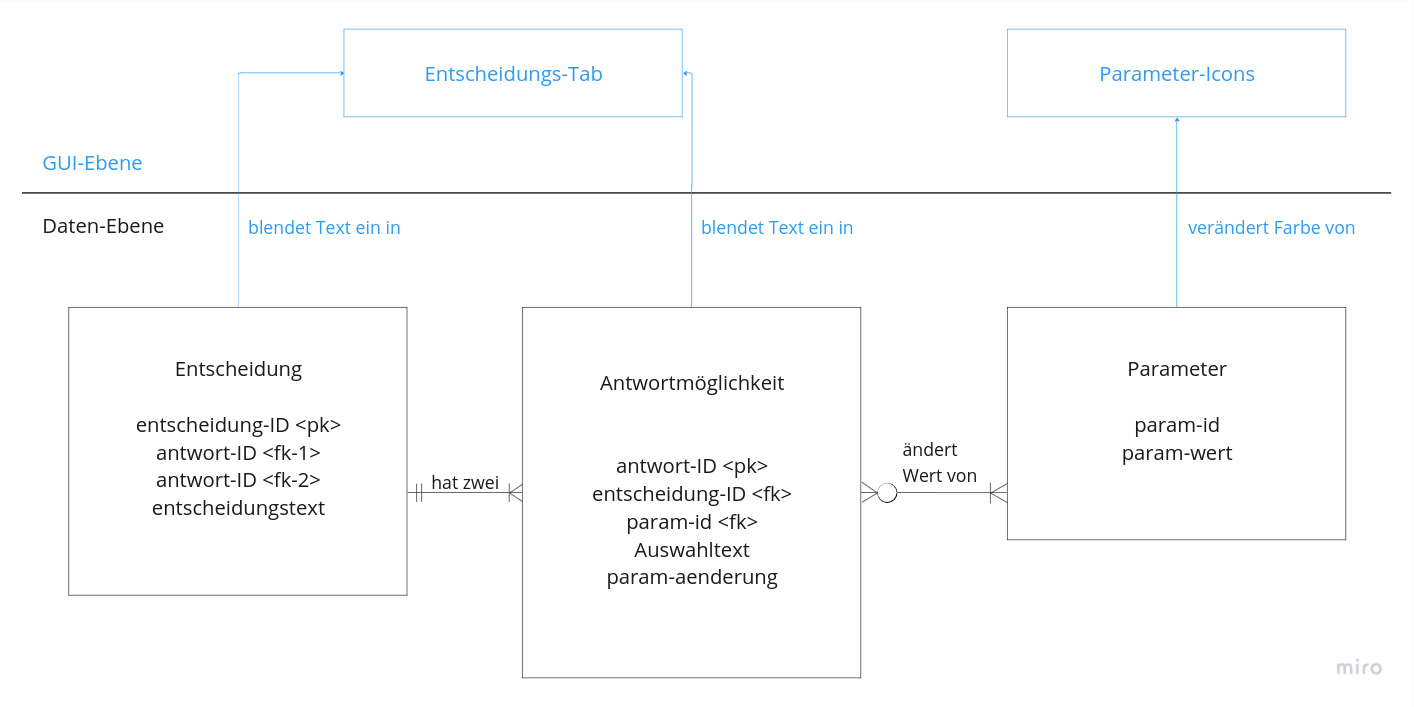 Entscheidungs-Tab
Parameter-Icons
GUI-Ebene
Daten-Ebene
blendet Text ein in
blendet Text ein in
verändert Farbe von
Entscheidung
entscheidung-ID <pk>
antwort-ID <fk-1>
antwort-ID <fk-2>
entscheidungstext
hat zwei
Antwortmöglichkeit
antwort-ID <pk>
entscheidung-ID <fk>
param-id <fk>
Auswahltext
param-aenderung
ändert
Wert von
Parameter
param-id
param-wert
miro